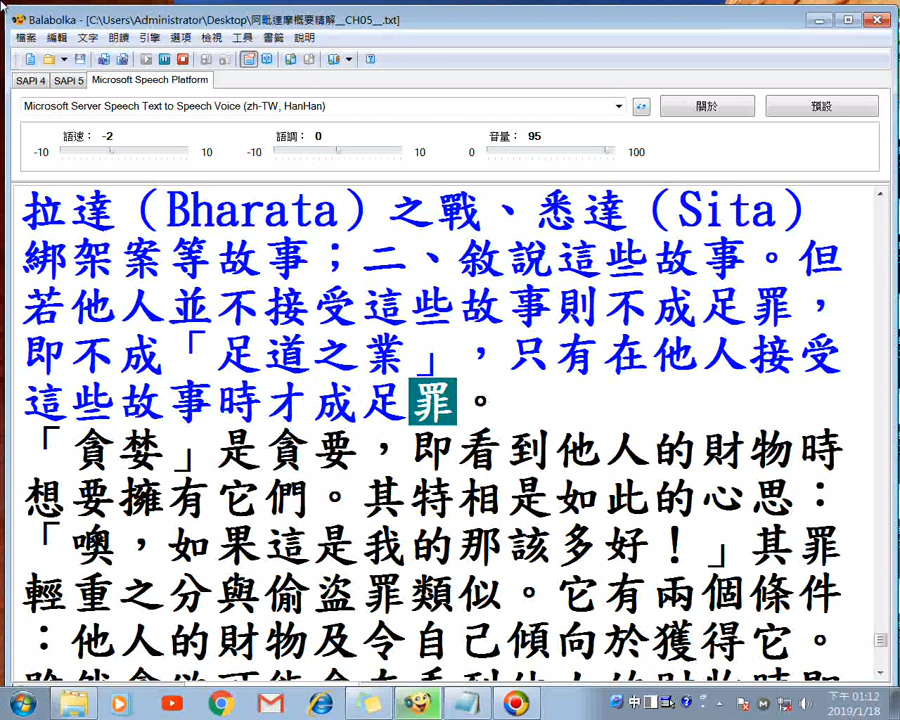 Balabolka - [C:\Users\Administrator\Desktop\阿毗達摩概要精解__CH05__.txt]
檔案 編輯 文字 朗讀 引擎 選項 檢視 工具 書籤 說明
SAPI 4 SAPI 5 Microsoft Speech Platform
Microsoft Server Speech Text to Speech Voice (zh-TW, HanHan) 關於 預設
語速： -2 語調： 0 音量： 95
-10 10 -10 10 0 100
拉達（Bharata）之戰、悉達（Sita）
綁架案等故事；二、敘說這些故事。但
若他人並不接受這些故事則不成足罪，
即不成「足道之業」，只有在他人接受
這些故事時才成足罪。
「貪婪」是貪要，即看到他人的財物時
想要擁有它們。其特相是如此的心思：
「噢，如果這是我的那該多好！」其罪
輕重之分與偷盜罪類似。它有兩個條件
：他人的財物及令自己傾向於獲得它。
中
下午 01:12
2019/1/18